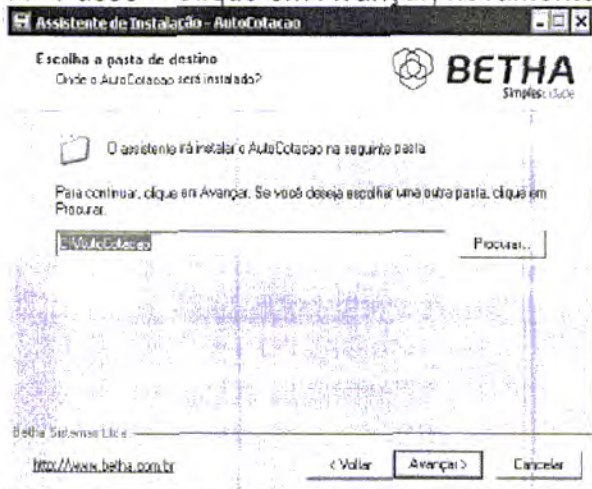 Assistente de Instalação - AutoCotacao
Escolha a pasta de destino
Onde o AutoCotacao será instalado?
BETHA
Simples
O assistente irá instalar o AutoCotacao na seguinte pasta
Para continuar, clique em Avançar. Se você deseja escolher uma outra pasta, clique em
Procurar.
AutoCotacao
Procurar...
Betha Sistemas Ltda
http://www.betha.com.br
< Voltar
Avançar >
Cancelar